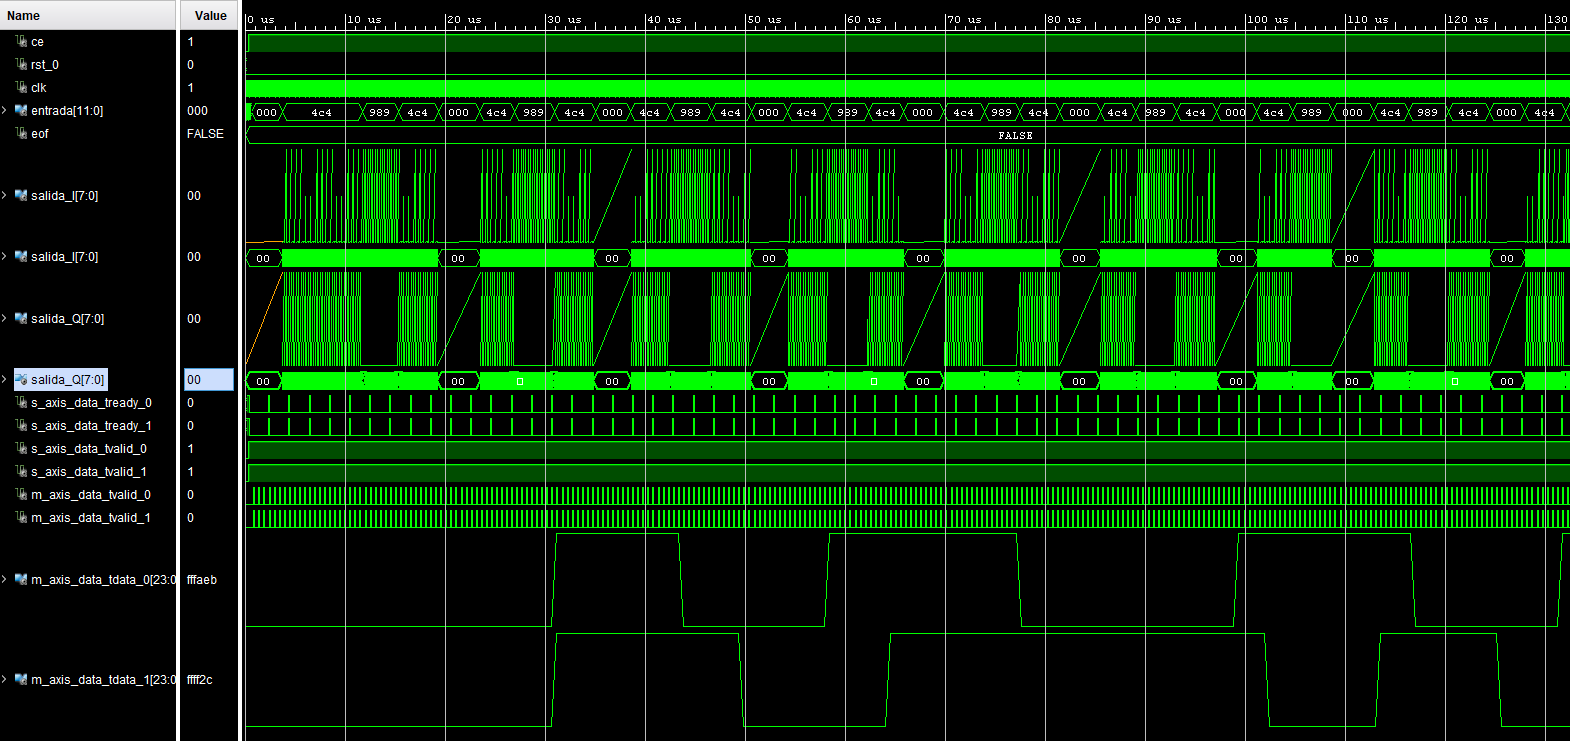 Name Value 0 us 10 us 20 us 30 us 40 us 50 us 60 us 70 us 80 us 90 us 100 us 110 us 120 us 130
ce 1
rst_0 0
clk 1
entrada[11:0] 000 000 4c4 989 4c4 000 4c4 989 4c4 000 4c4 989 4c4 000 4c4 989 4c4 000 4c4 989 4c4 000 4c4 989 4c4 000 4c4 989 4c4 000 4c4 989 4c4 000 4c4
eof FALSE FALSE
salida_I[7:0] 00
salida_I[7:0] 00 00 00 00 00 00 00 00 00 00
salida_Q[7:0] 00
salida_Q[7:0] 00 00 00 00 00 00 00 00 00 00
s_axis_data_tready_0 0
s_axis_data_tready_1 0
s_axis_data_tvalid_0 1
s_axis_data_tvalid_1 1
m_axis_data_tvalid_0 0
m_axis_data_tvalid_1 0
m_axis_data_tdata_0[23:0 fffaeb
m_axis_data_tdata_1[23:0 ffff2c